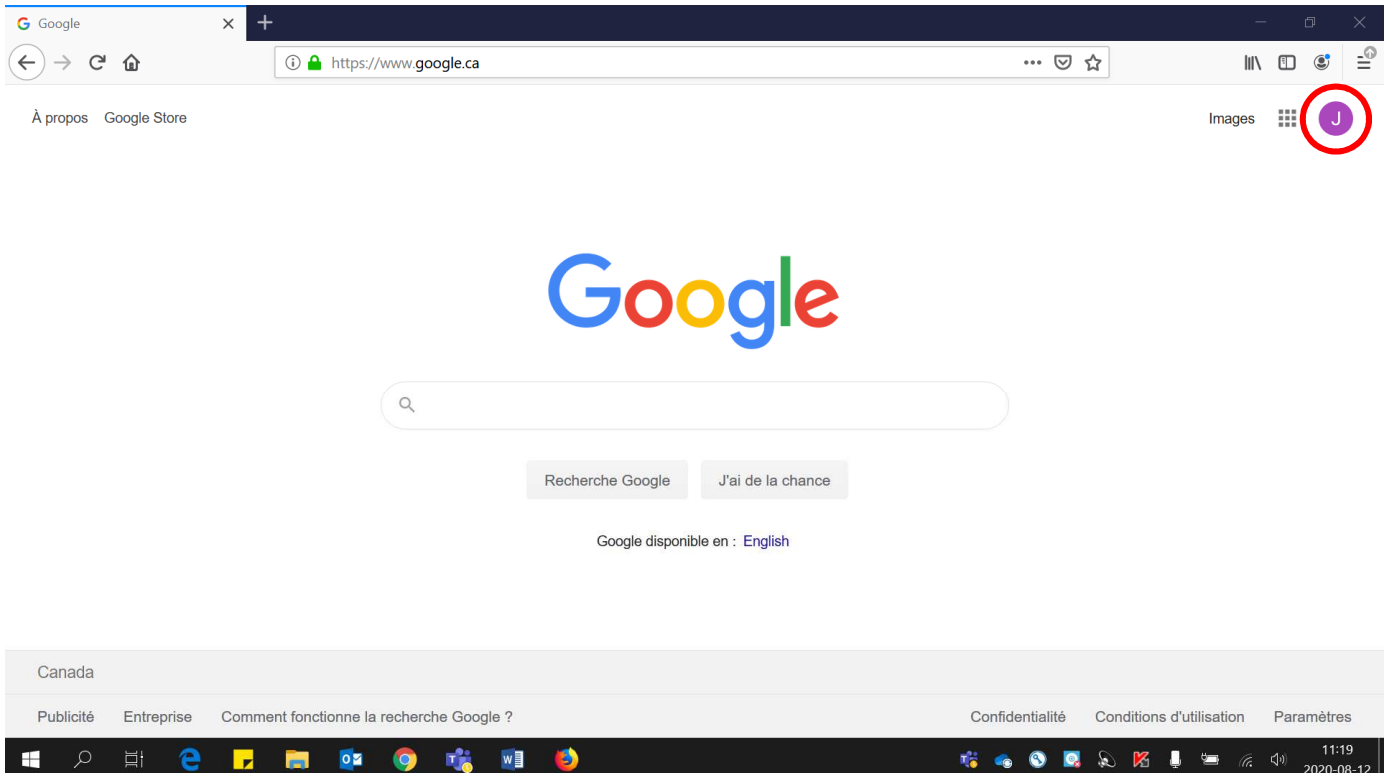 Google
https://www.google.ca
À propos Google Store Images J
Google
Recherche Google J'ai de la chance
Google disponible en : English
Canada
Publicité Entreprise Comment fonctionne la recherche Google ? Confidentialité Conditions d'utilisation Paramètres
11:19
2020-08-12